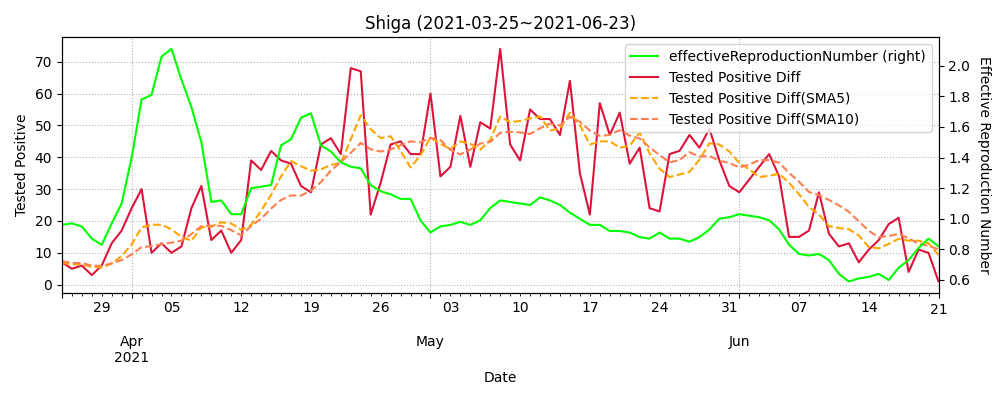 Shiga (2021-03-25~2021-06-23)
effectiveReproductionNumber (right)
Tested Positive Diff
Tested Positive Diff(SMA5)
Tested Positive Diff(SMA10)
Tested Positive
70
60
50
40
30
20
10
0
Effective Reproduction Number
2.0
1.8
1.6
1.4
1.2
1.0
0.8
0.6
29 05 12 19 26 03 10 17 24 31 07 14 21
Apr May Jun
2021
Date